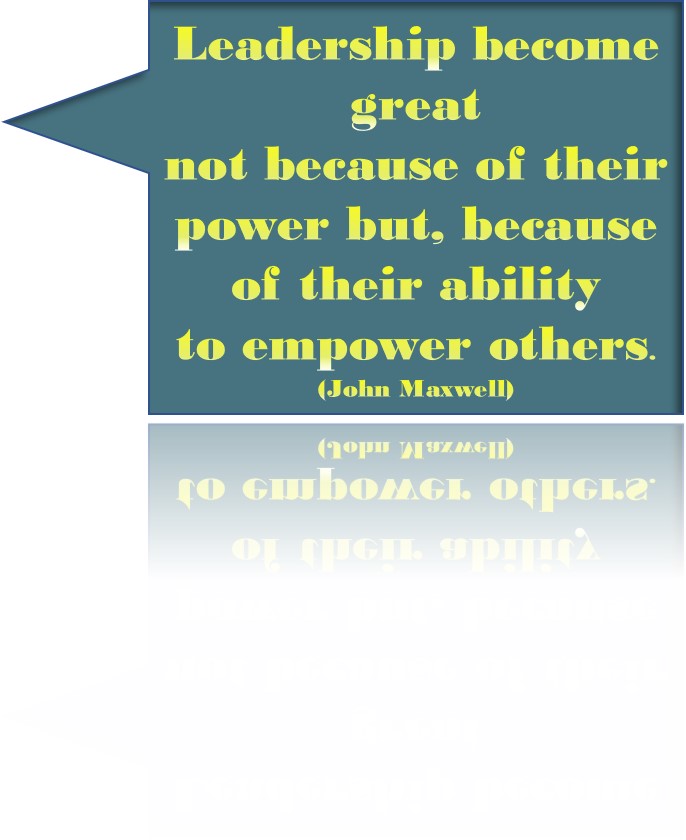 Leadership become
great
not because of their
power but, because
of their ability
to empower others.
(John Maxwell)